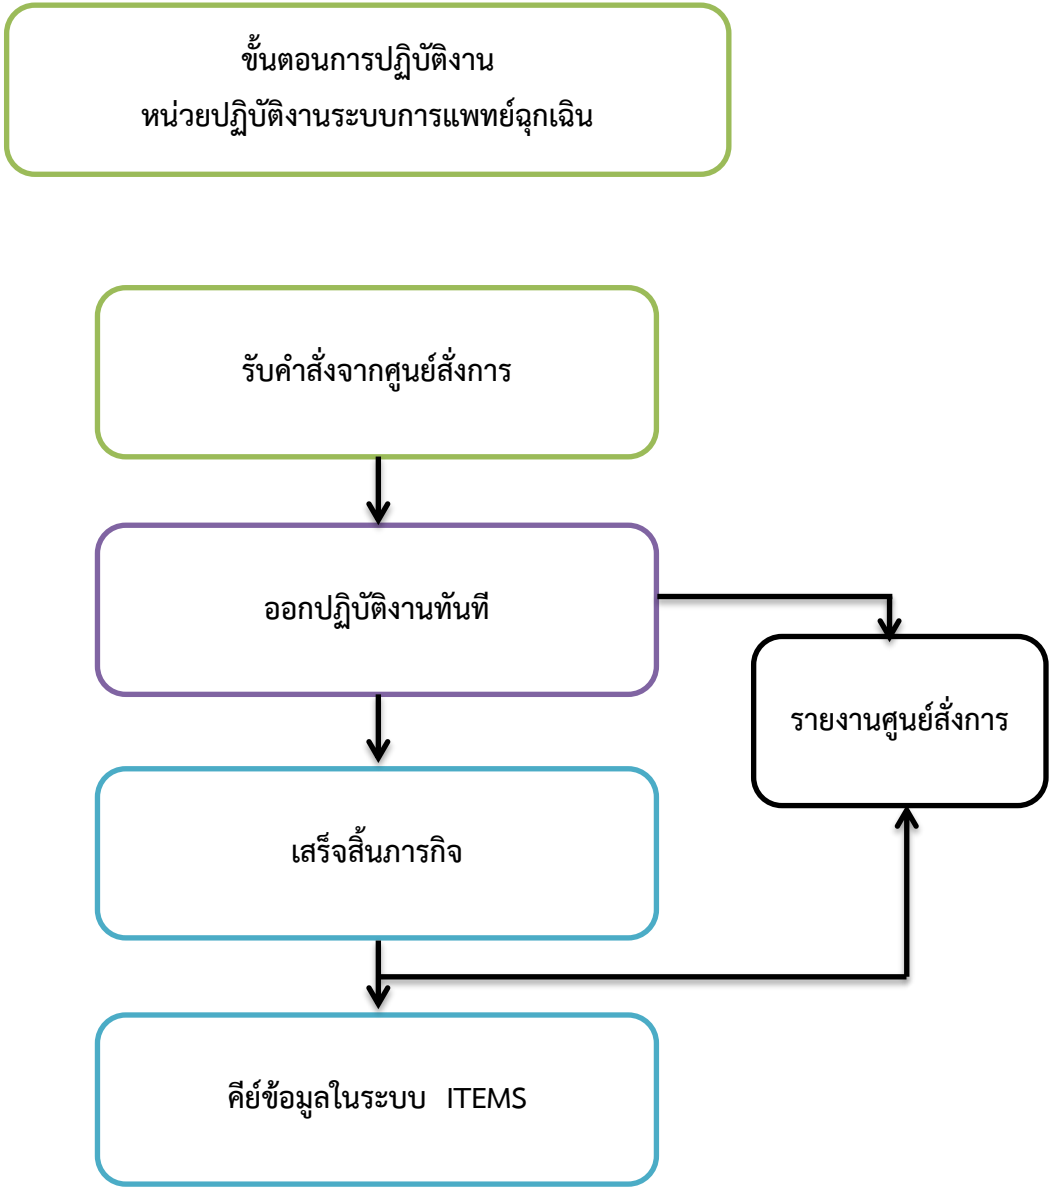 ขั้นตอนการปฏิบัติงาน
หน่วยปฏิบัติงานระบบการแพทย์ฉุกเฉิน
รับคำสั่งจากศูนย์สั่งการ
ออกปฏิบัติงานทันที
รายงานศูนย์สั่งการ
เสร็จสิ้นภารกิจ
คีย์ข้อมูลในระบบ ITEMS